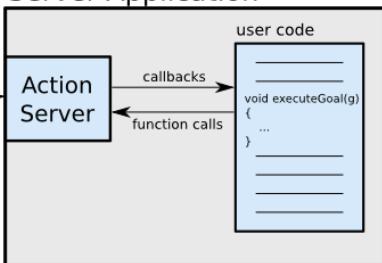 Server Application
user code
Action
Server
callbacks
function calls
void executeGoal(g)
{
...
}